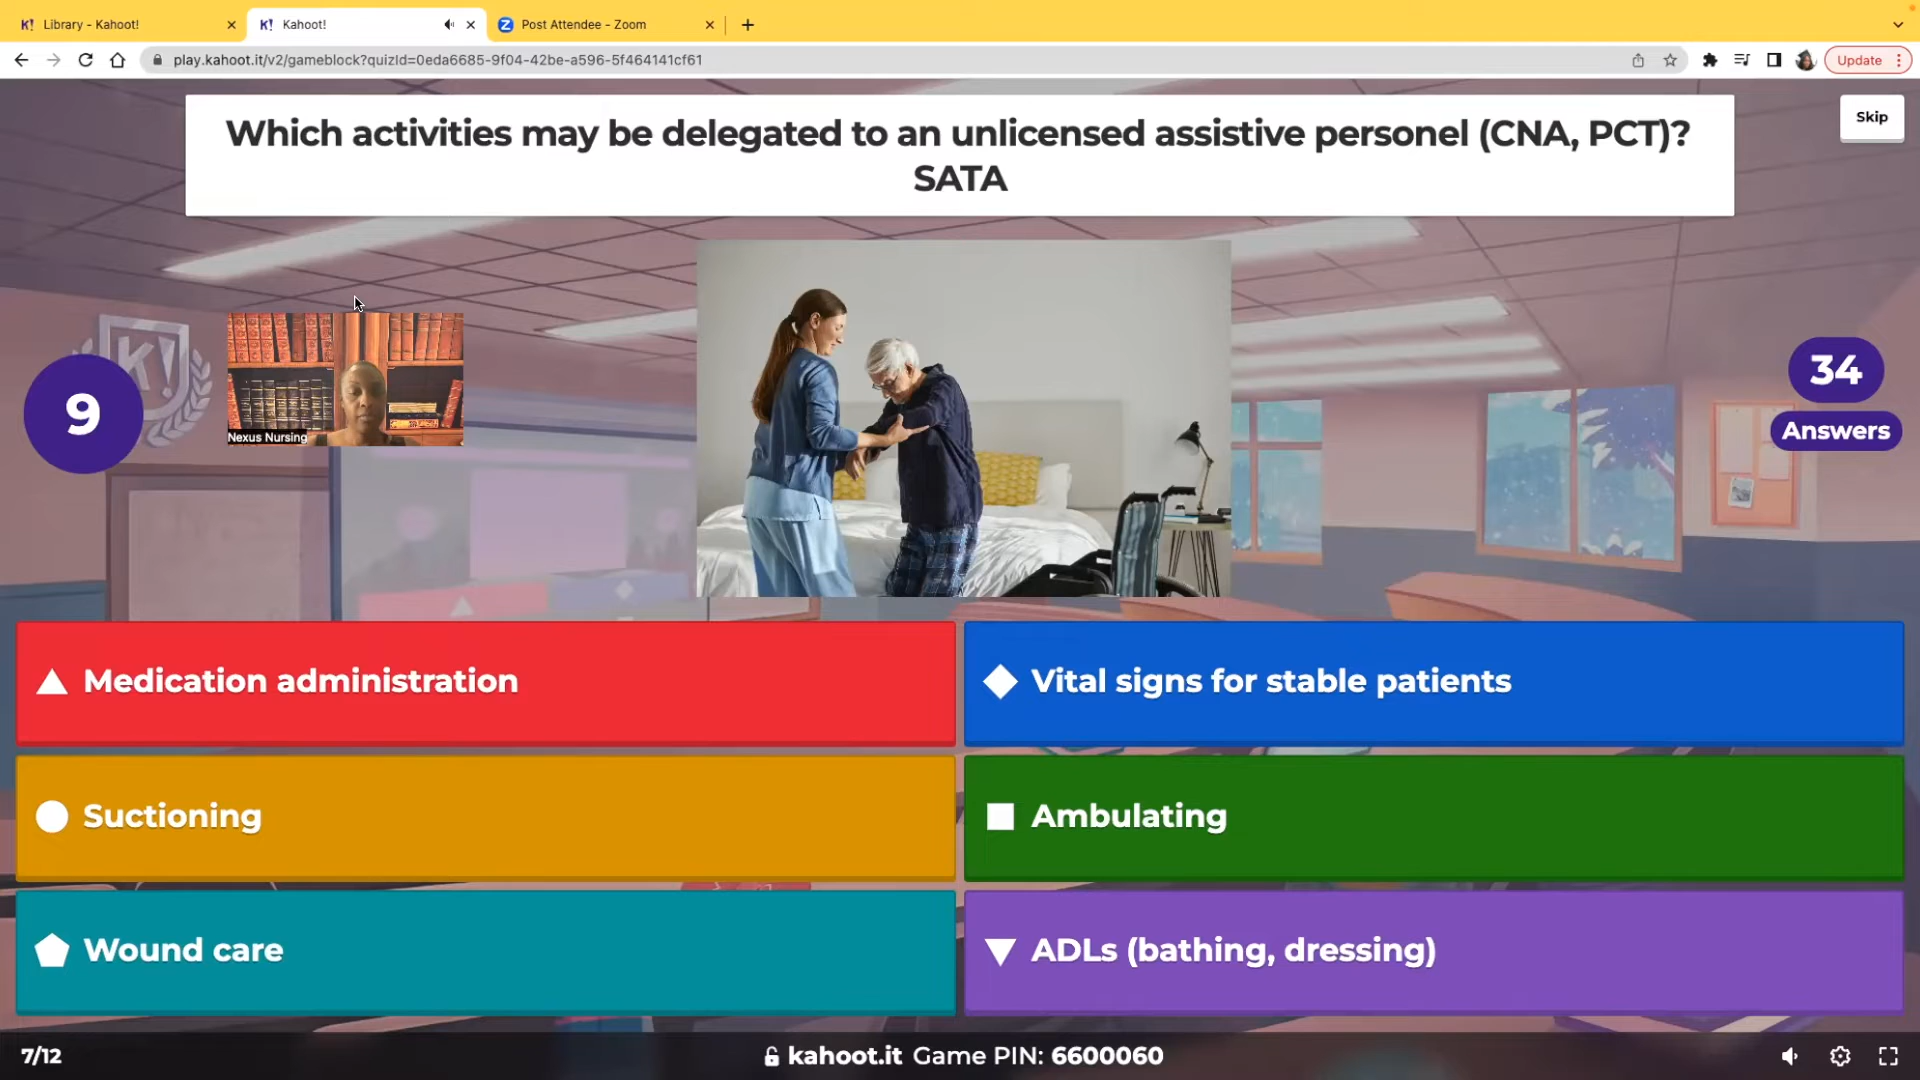 Library - Kahoot!
Kahoot!
Post Attendee - Zoom
play.kahoot.it/v2/gameblock?quizId=0eda6685-9f04-42be-a596-5f464141cf61
Update
Which activities may be delegated to an unlicensed assistive personel (CNA, PCT)?
SATA
Skip
K!
9
Nexus Nursing
34
Answers
Medication administration
Vital signs for stable patients
Suctioning
Ambulating
Wound care
ADLs (bathing, dressing)
7/12
kahoot.it Game PIN: 6600060